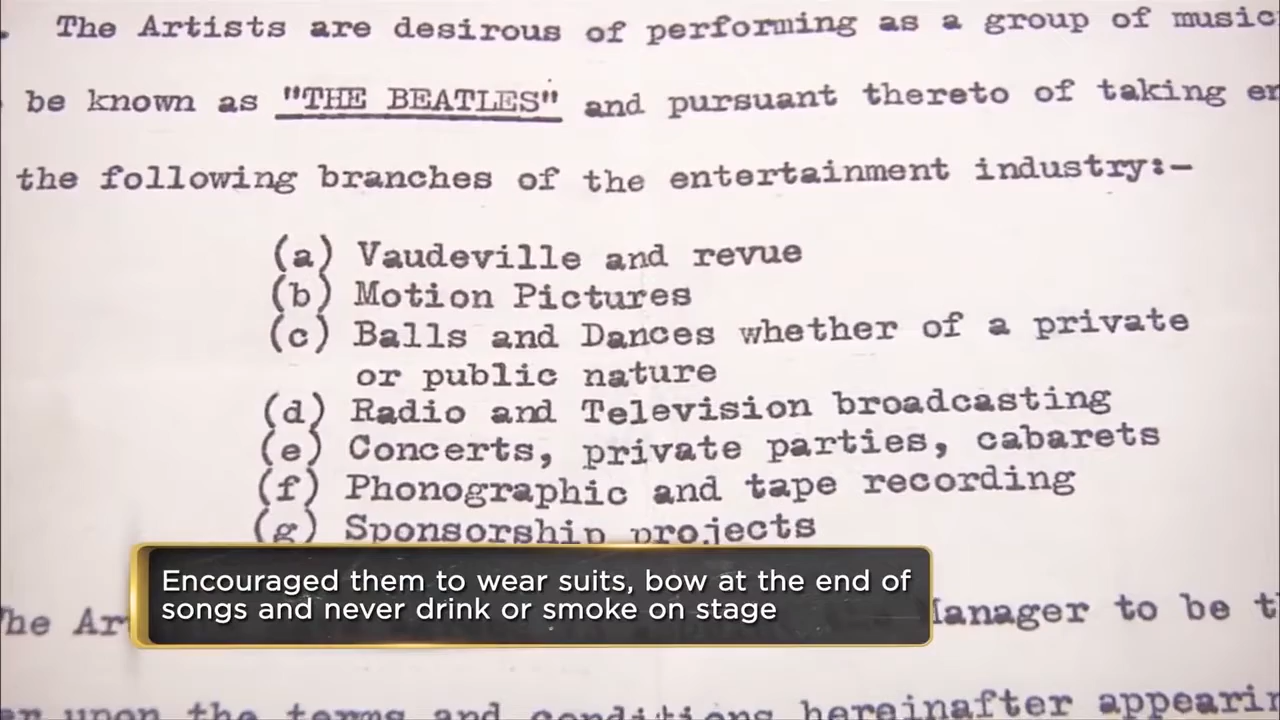 The Artists are desirous of performing as a group of music
be known as "THE BEATLES" and pursuant thereto of taking
the following branches of the entertainment industry:-
(a) Vaudeville and revue
(b) Motion Pictures
(c) Balls and Dances whether of a private
or public nature
(d) Radio and Television broadcasting
(e) Concerts, private parties, cabarets
(f) Phonographic and tape recording
(g) Sponsorship projects
Encouraged them to wear suits, bow at the end of
songs and never drink or smoke on stage
Manager to be
upon the terms and conditions hereinafter